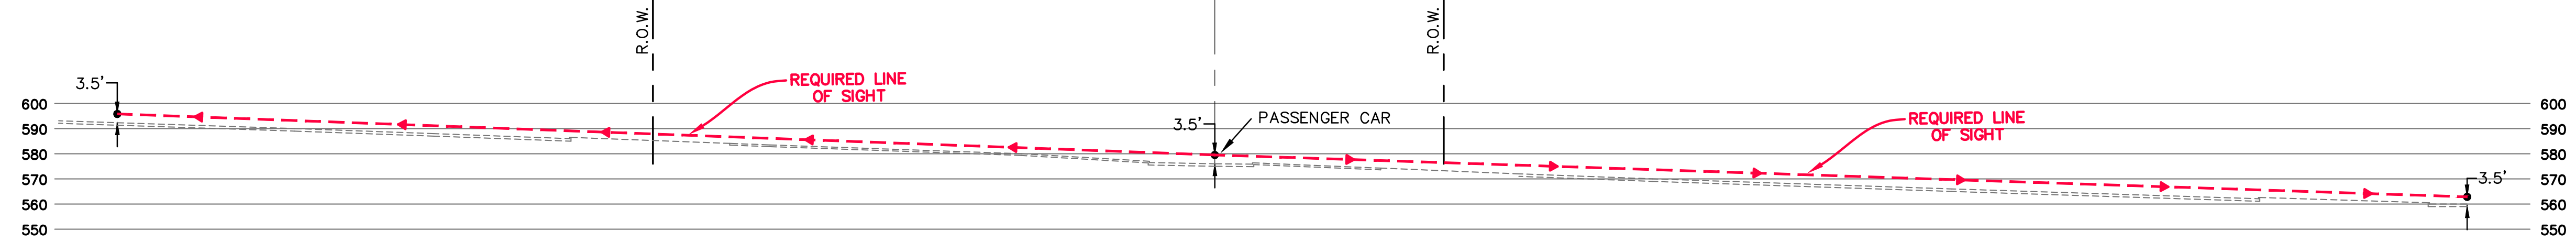 R.O.W.
R.O.W.
3.5'
REQUIRED LINE
OF SIGHT
600
590
580
570
560
550
3.5'
PASSENGER CAR
REQUIRED LINE
OF SIGHT
3.5'
600
590
580
570
560
550